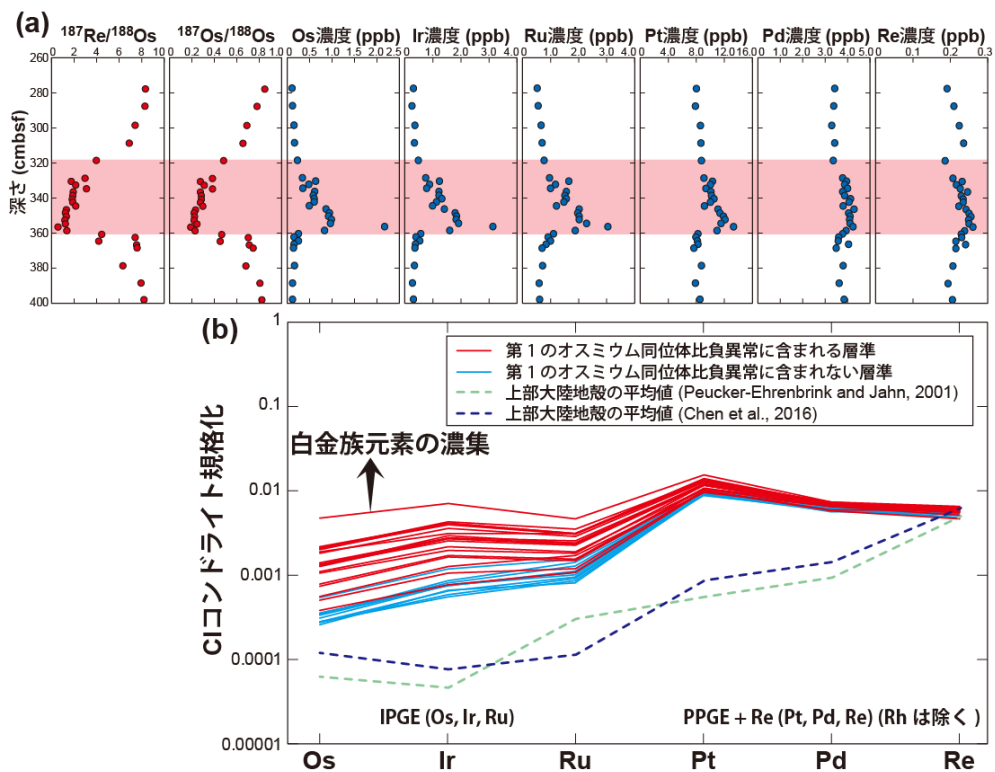 (a)
187Re/188Os 187Os/188Os Os濃度 (ppb) Ir濃度 (ppb) Ru濃度 (ppb) Pt濃度 (ppb) Pd濃度 (ppb) Re濃度 (ppb)
0 2 4 6 8 10 0 0.2 0.4 0.6 0.8 1 0 0.5 1.0 1.5 2.0 2.5 0 1.0 2.0 3.0 4.0 0 1.0 2.0 3.0 4.0 0 4.0 8.0 12.0 16.0 0 1.0 2.0 3.0 4.0 5.0 0 0.1 0.2 0.3
260
280
300
320
340
360
380
400
深さ (cmbsf)
(b)
1
0.1
0.01
0.001
0.0001
0.00001
CIコンドライト規格化
第1のオスミウム同位体比負異常に含まれる層準
第1のオスミウム同位体比負異常に含まれない層準
上部大陸地殻の平均値 (Peucker-Ehrenbrink and Jahn, 2001)
上部大陸地殻の平均値 (Chen et al., 2016)
白金族元素の濃集
IPGE (Os, Ir, Ru) PPGE + Re (Pt, Pd, Re) (Rh は除く)
Os Ir Ru Pt Pd Re